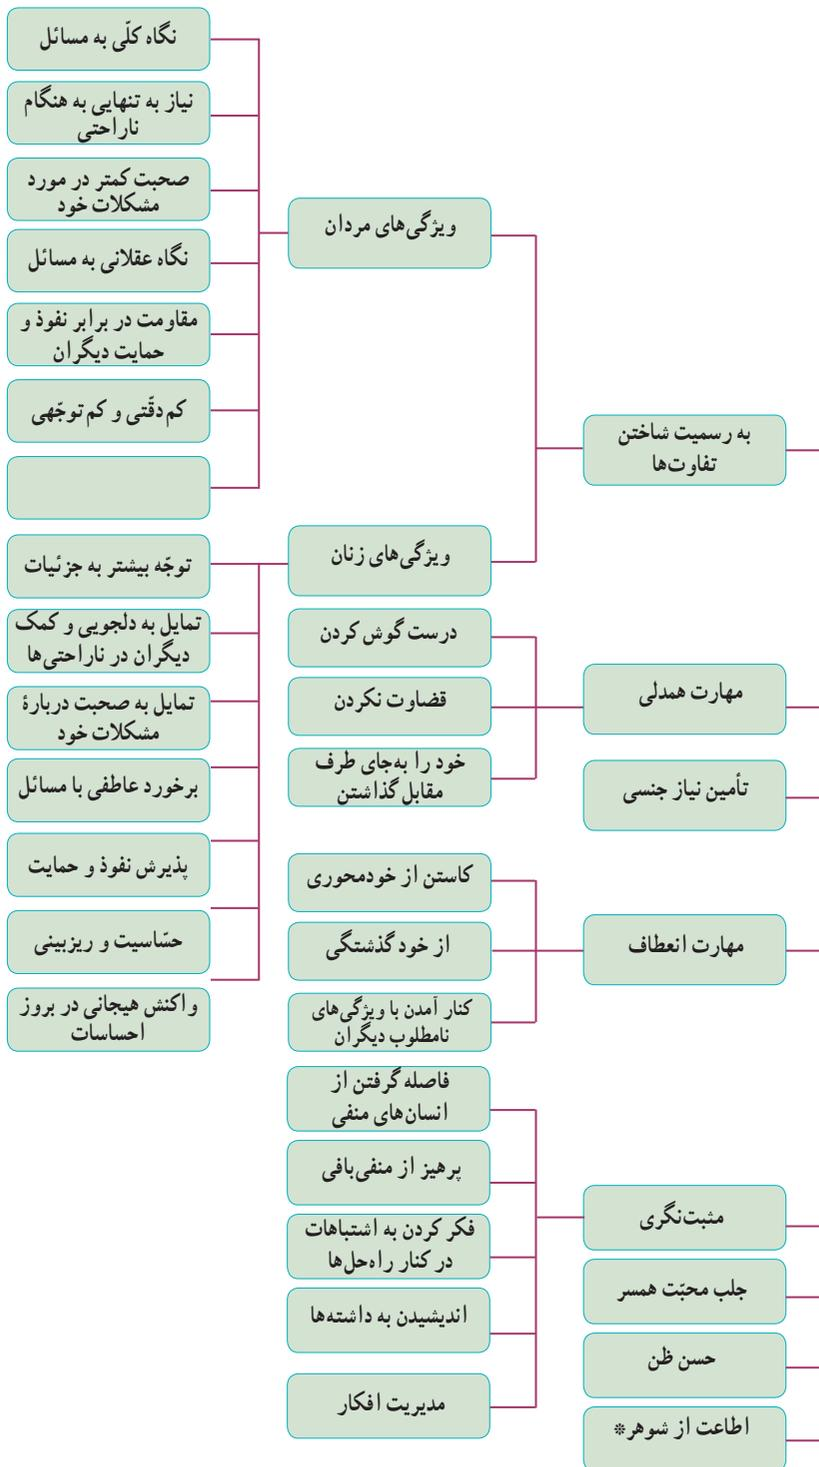 به رسمیت شاختن
تفاوت‌ها
ویژگی‌های مردان
نگاه کلّی به مسائل
نیاز به تنهایی به هنگام
ناراحتی
صحبت کمتر در مورد
مشکلات خود
نگاه عقلانی به مسائل
مقاومت در برابر نفوذ و
حمایت دیگران
کم‌دقّتی و کم‌توجّهی
ویژگی‌های زنان
توجّه بیشتر به جزئیات
تمایل به دلجویی و کمک
دیگران در ناراحتی‌ها
تمایل به صحبت دربارهٔ
مشکلات خود
برخورد عاطفی با مسائل
پذیرش نفوذ و حمایت
حسّاسیت و ریزبینی
واکنش هیجانی در بروز
احساسات
مهارت همدلی
درست گوش کردن
قضاوت نکردن
خود را به‌جای طرف
مقابل گذاشتن
تأمین نیاز جنسی
مهارت انعطاف
کاستن از خودمحوری
از خود گذشتگی
کنار آمدن با ویژگی‌های
نامطلوب دیگران
مثبت‌نگری
فاصله گرفتن از
انسان‌های منفی
پرهیز از منفی‌بافی
فکر کردن به اشتباهات
در کنار راه‌حل‌ها
اندیشیدن به داشته‌ها
مدیریت افکار
جلب محبّت همسر
حسن ظن
اطاعت از شوهر*